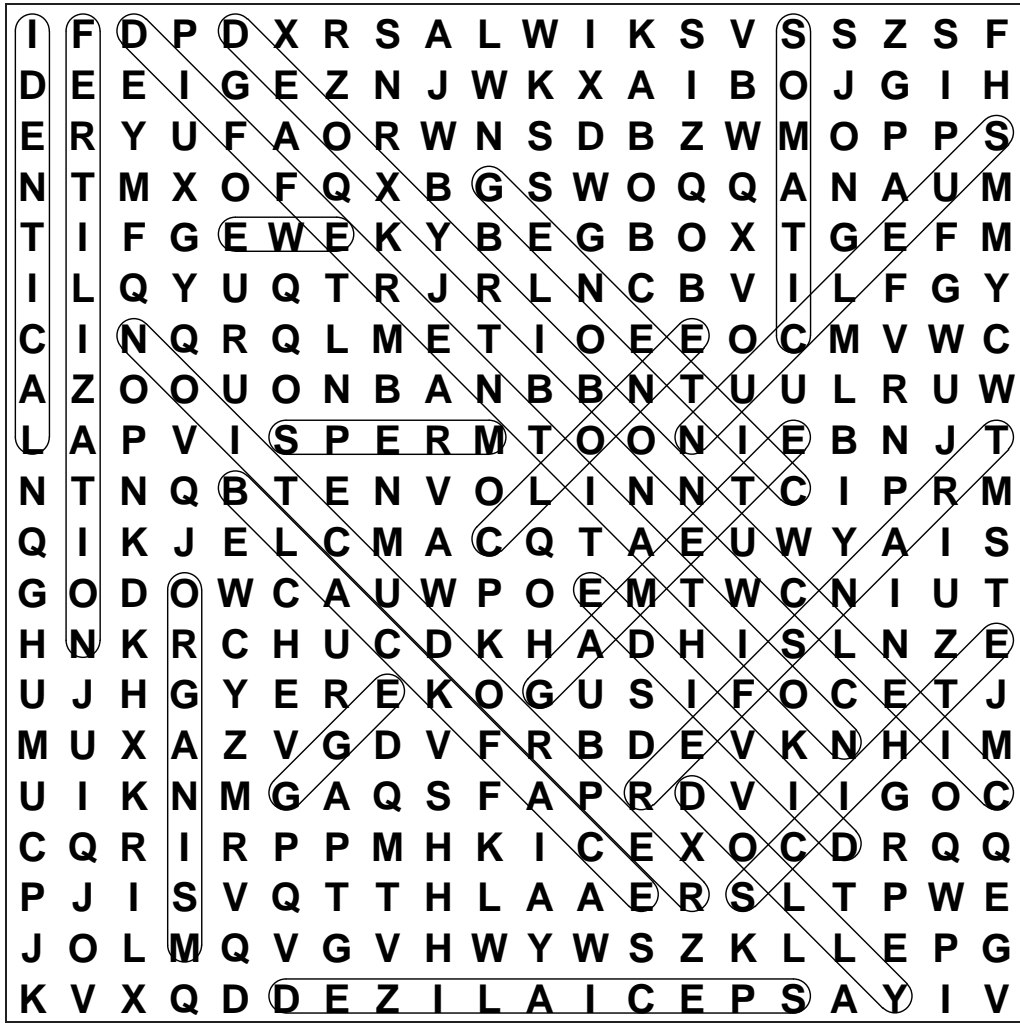 I F D P D X R S A L W I K S V S S Z S F
D E E I G E Z N J W K X A I B O J G I H
E R Y U F A O R W N S D B Z W M O P P S
N T M X O F Q X B G S W O Q Q A N A U M
T I F G E W E K Y B E G B O X T G E F M
I L Q Y U Q T R J R L N C B V I L F G Y
C I N Q R Q L M E T I O E E O C M V W C
A Z O O U O N B A N B B N T U U L R U W
L A P V I S P E R M T O O N I E B N J T
N T N Q B T E N V O L I N N T C I P R M
Q I K J E L C M A C Q T A E U W Y A I S
G O D O W C A U W P O E M T W C N I U T
H N K R C H U C D K H A D H I S L N Z E
U J H G Y E R E K O G U S I F O C E T J
M U X A Z V G D V F R B D E V K N H I M
U I K N M G A Q S F A P R D V I I G O C
C Q R I R P P M H K I C E X O C D R Q Q
P J I S V Q T T H L A A E R S L T P W E
J O L M Q V G V H W Y W S Z K L L E P G
K V X Q D D E Z I L A I C E P S A Y I V